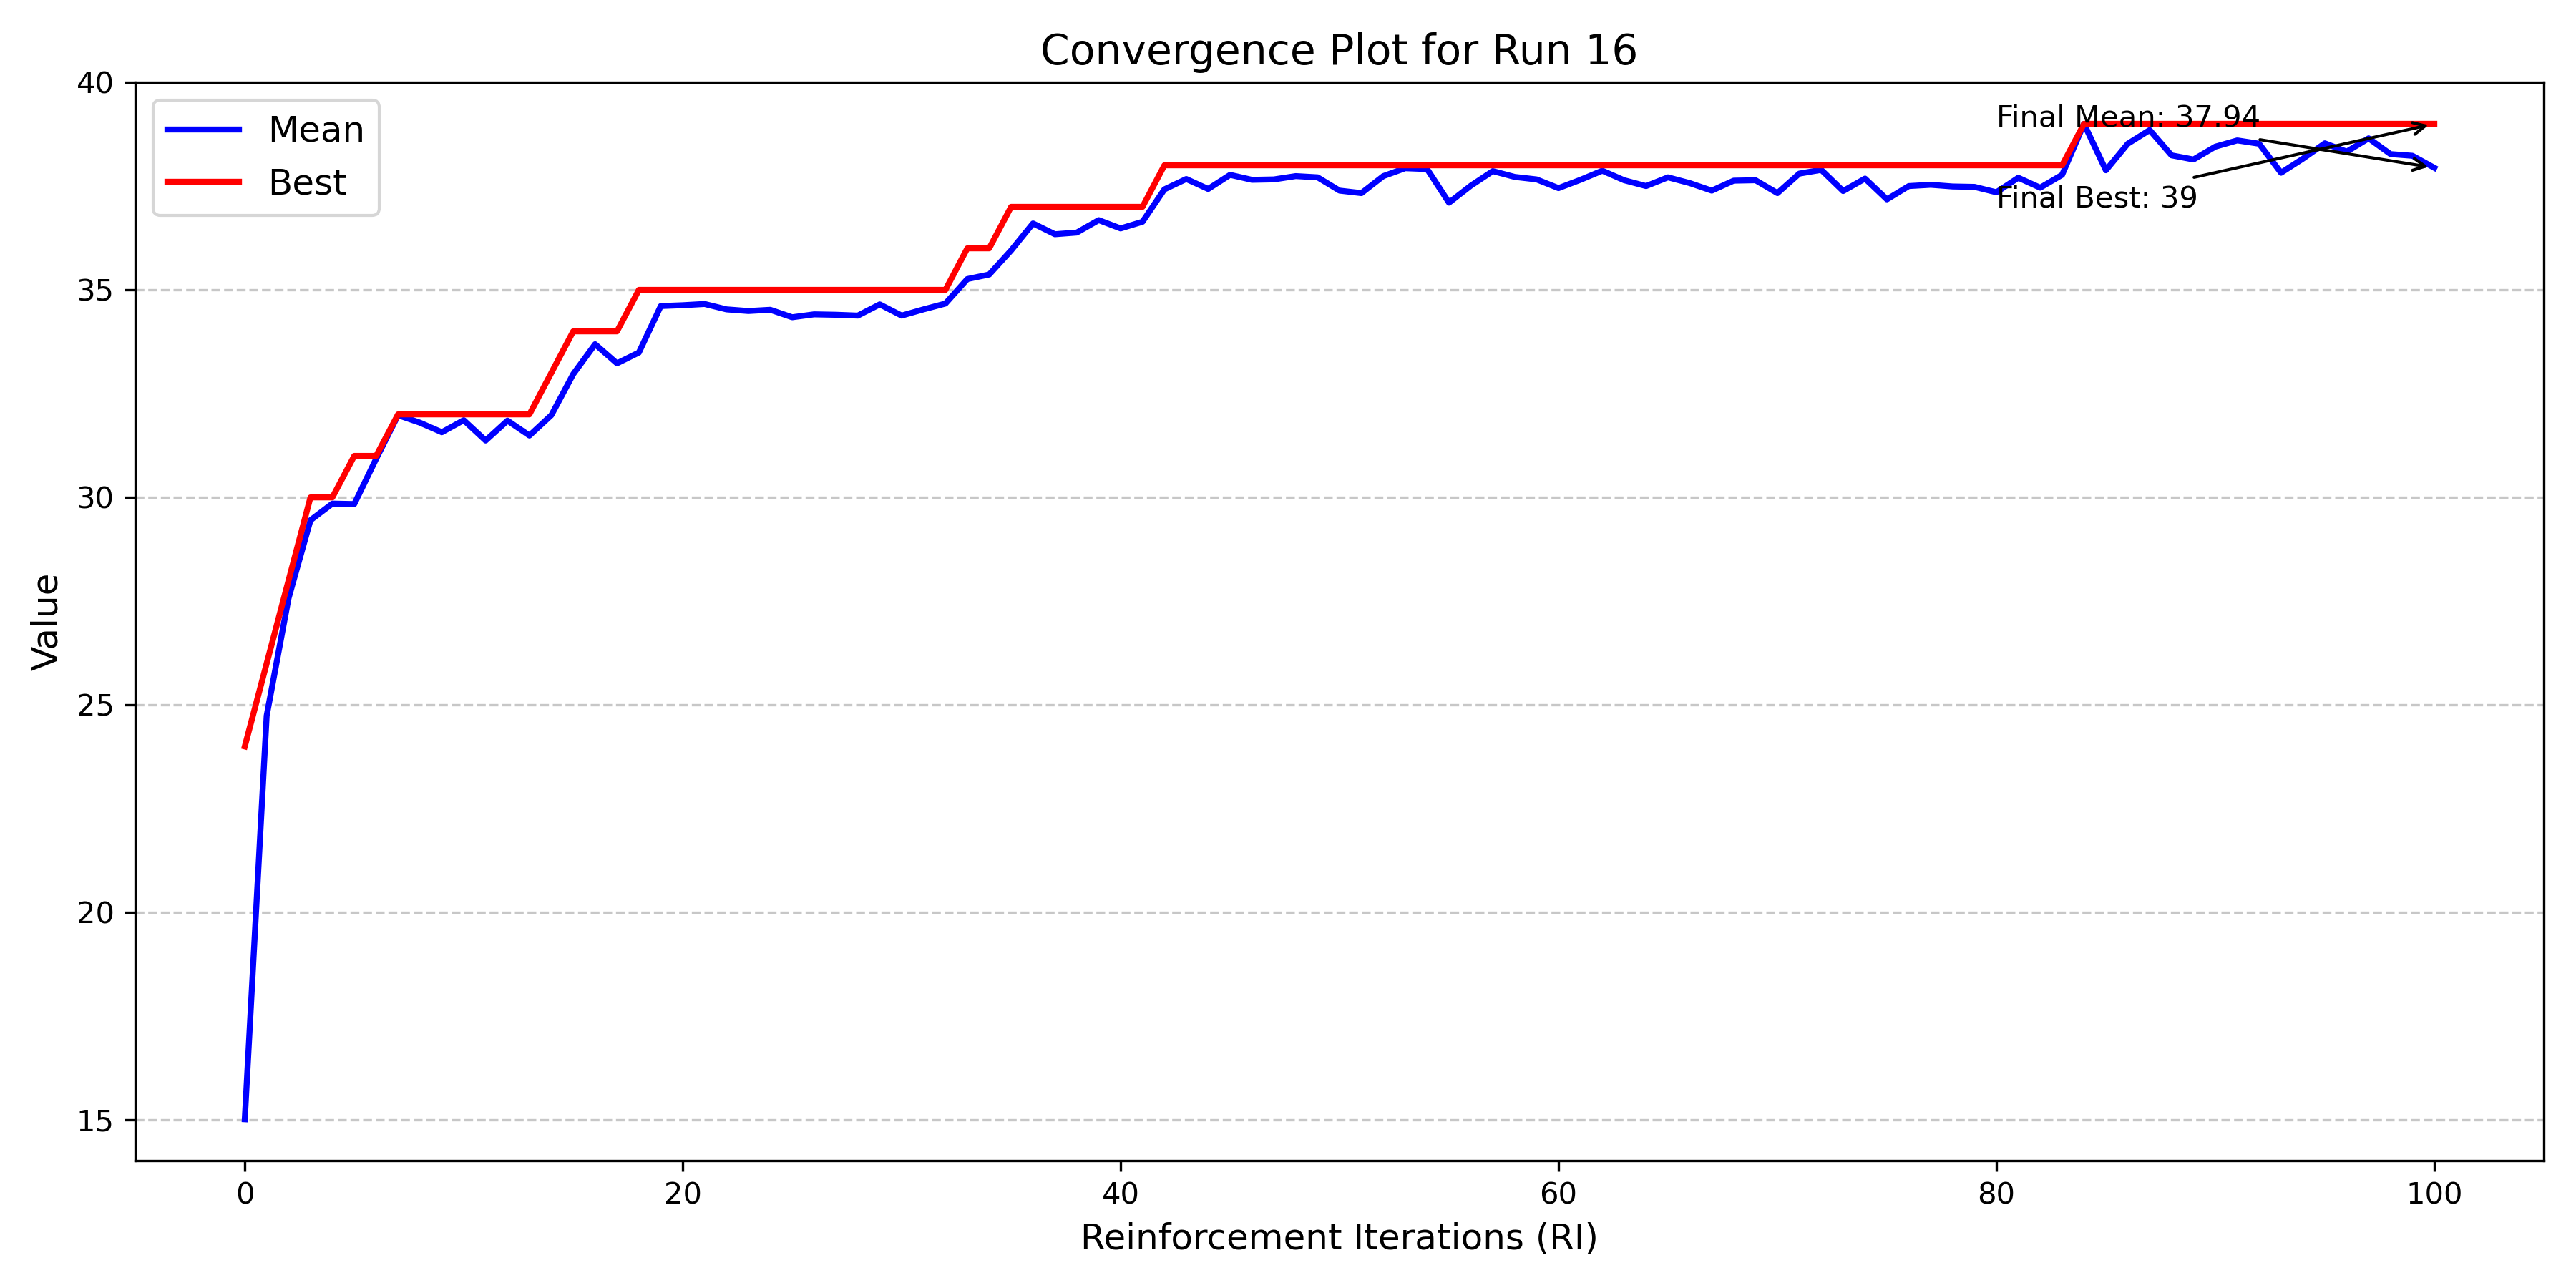 Convergence Plot for Run 16
40
35
30
25
20
15
Value
Mean
Best
Final Mean: 37.94
Final Best: 39
0
20
40
60
80
100
Reinforcement Iterations (RI)